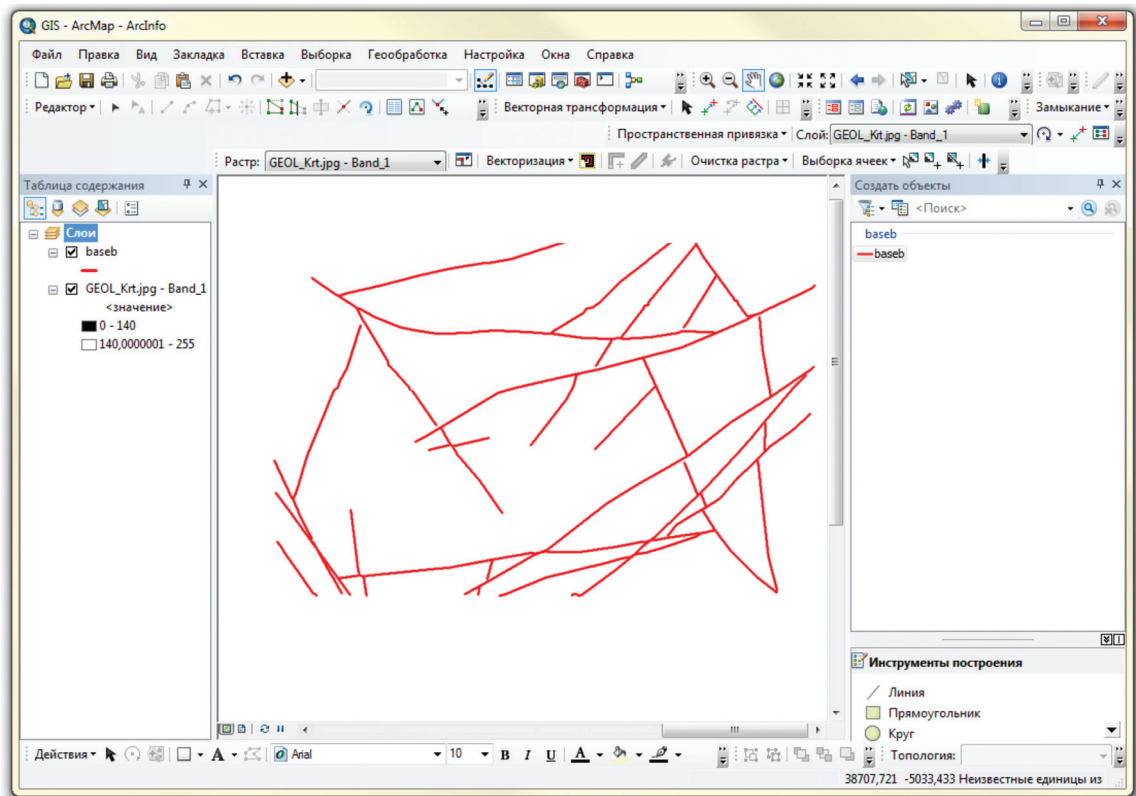 GIS - ArcMap - ArcInfo
Файл Правка Вид Закладка Вставка Выборка Геообработка Настройка Окна Справка
Редактор Векторная трансформация Замыкание
Пространственная привязка Слой: GEOL_Krt.jpg - Band_1
Растр: GEOL_Krt.jpg - Band_1 Векторизация Очистка растра Выборка ячеек
Таблица содержания
Слои
baseb
GEOL_Krt.jpg - Band_1
<значение>
0 - 140
140,0000001 - 255
Создать объекты
<Поиск>
baseb
baseb
Инструменты построения
Линия
Прямоугольник
Круг
Действия A Arial 10 B I U A Топология:
38707,721 -5033,433 Неизвестные единицы из